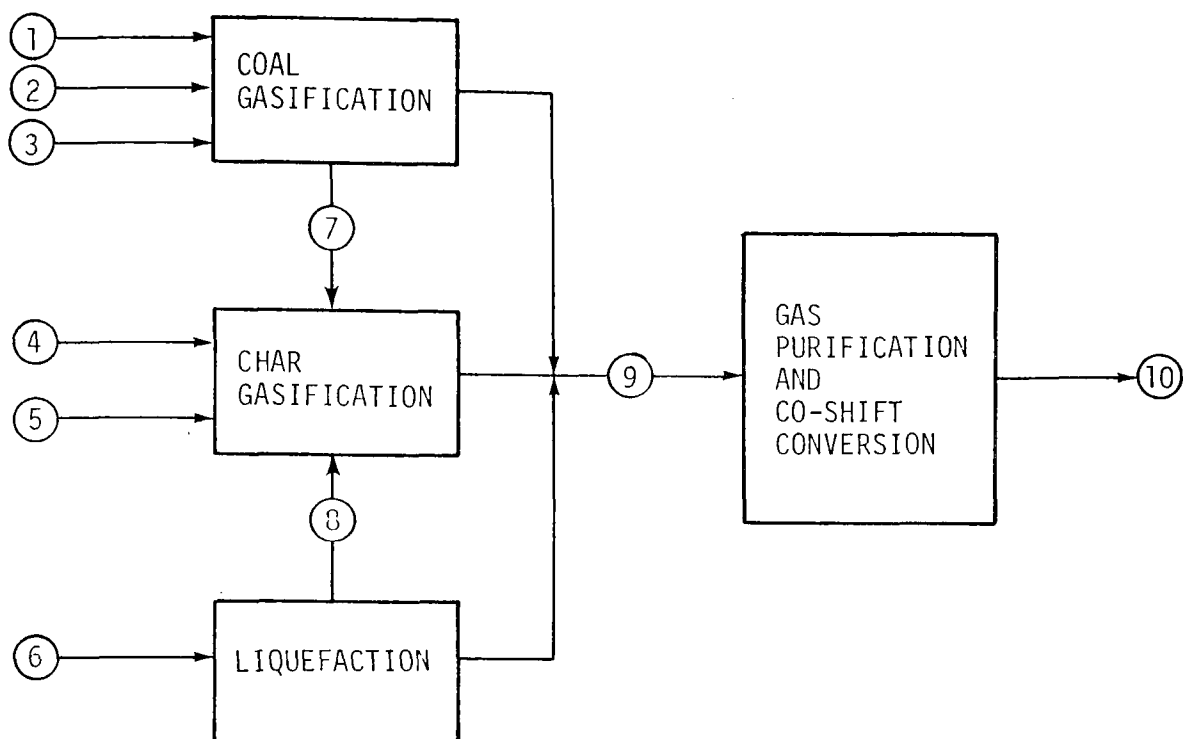 1
COAL
GASIFICATION
2
3
7
4
CHAR
GASIFICATION
5
9
GAS
PURIFICATION
AND
CO-SHIFT
CONVERSION
10
8
6
LIQUEFACTION